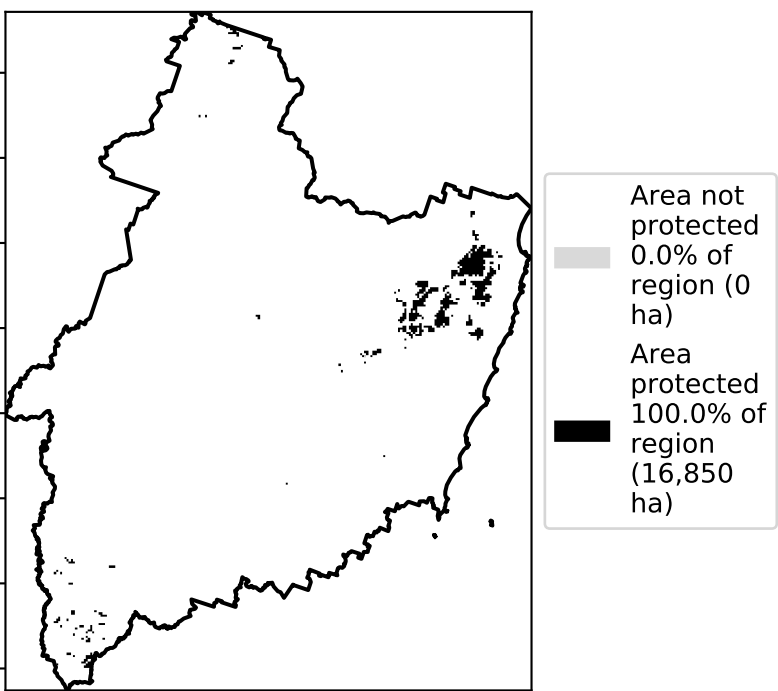 Area not
protected
0.0% of
region (0
ha)
Area
protected
100.0% of
region
(16,850
ha)